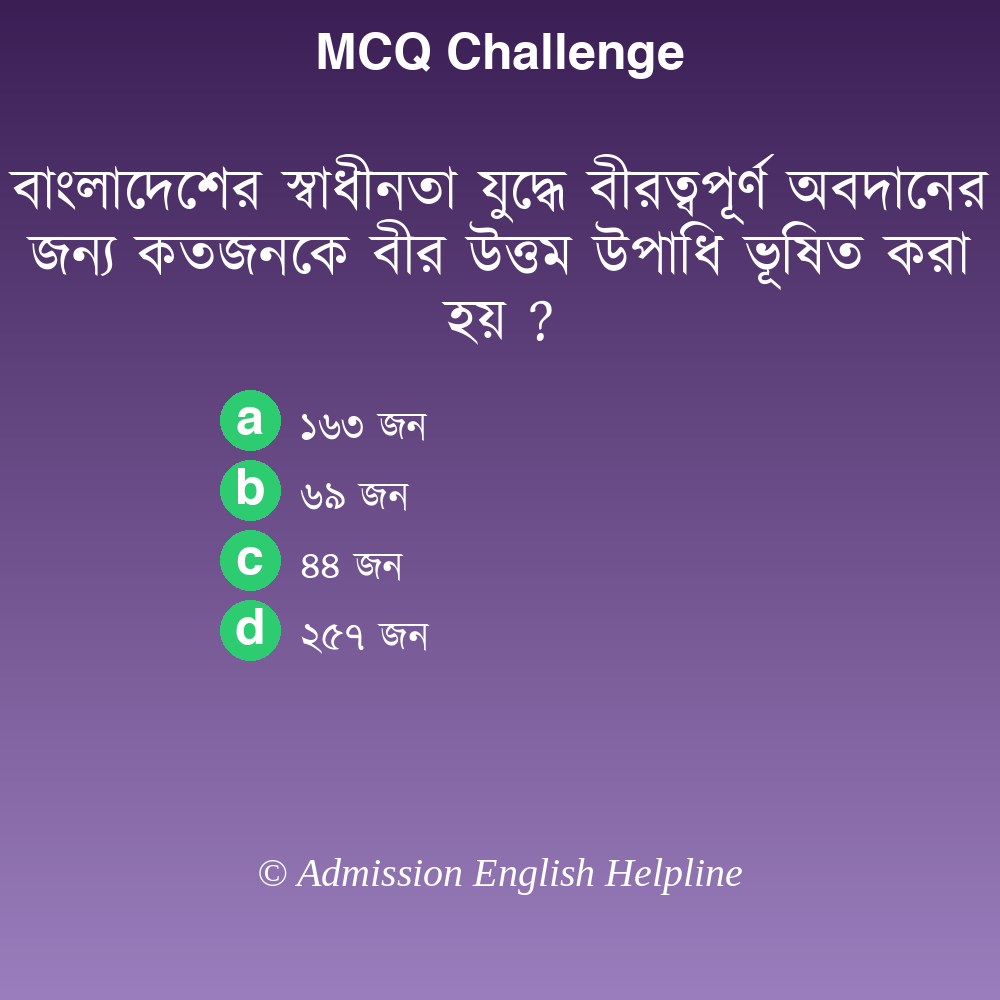 MCQ Challenge
বাংলাদেশের স্বাধীনতা যুদ্ধে বীরত্বপূর্ণ অবদানের
জন্য কতজনকে বীর উত্তম উপাধি ভূষিত করা
হয় ?
a ১৬৩ জন
b ৬৯ জন
c ৪৪ জন
d ২৫৭ জন
© Admission English Helpline